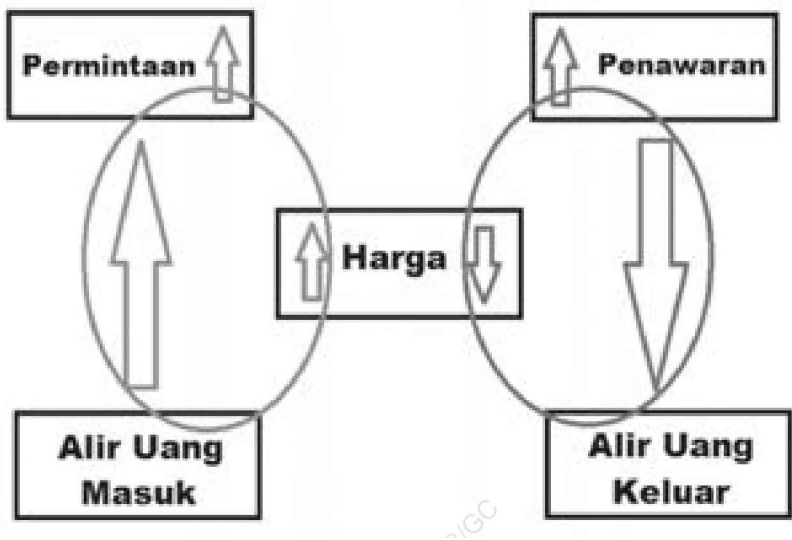 Permintaan
Penawaran
Harga
Alir Uang
Masuk
Alir Uang
Keluar